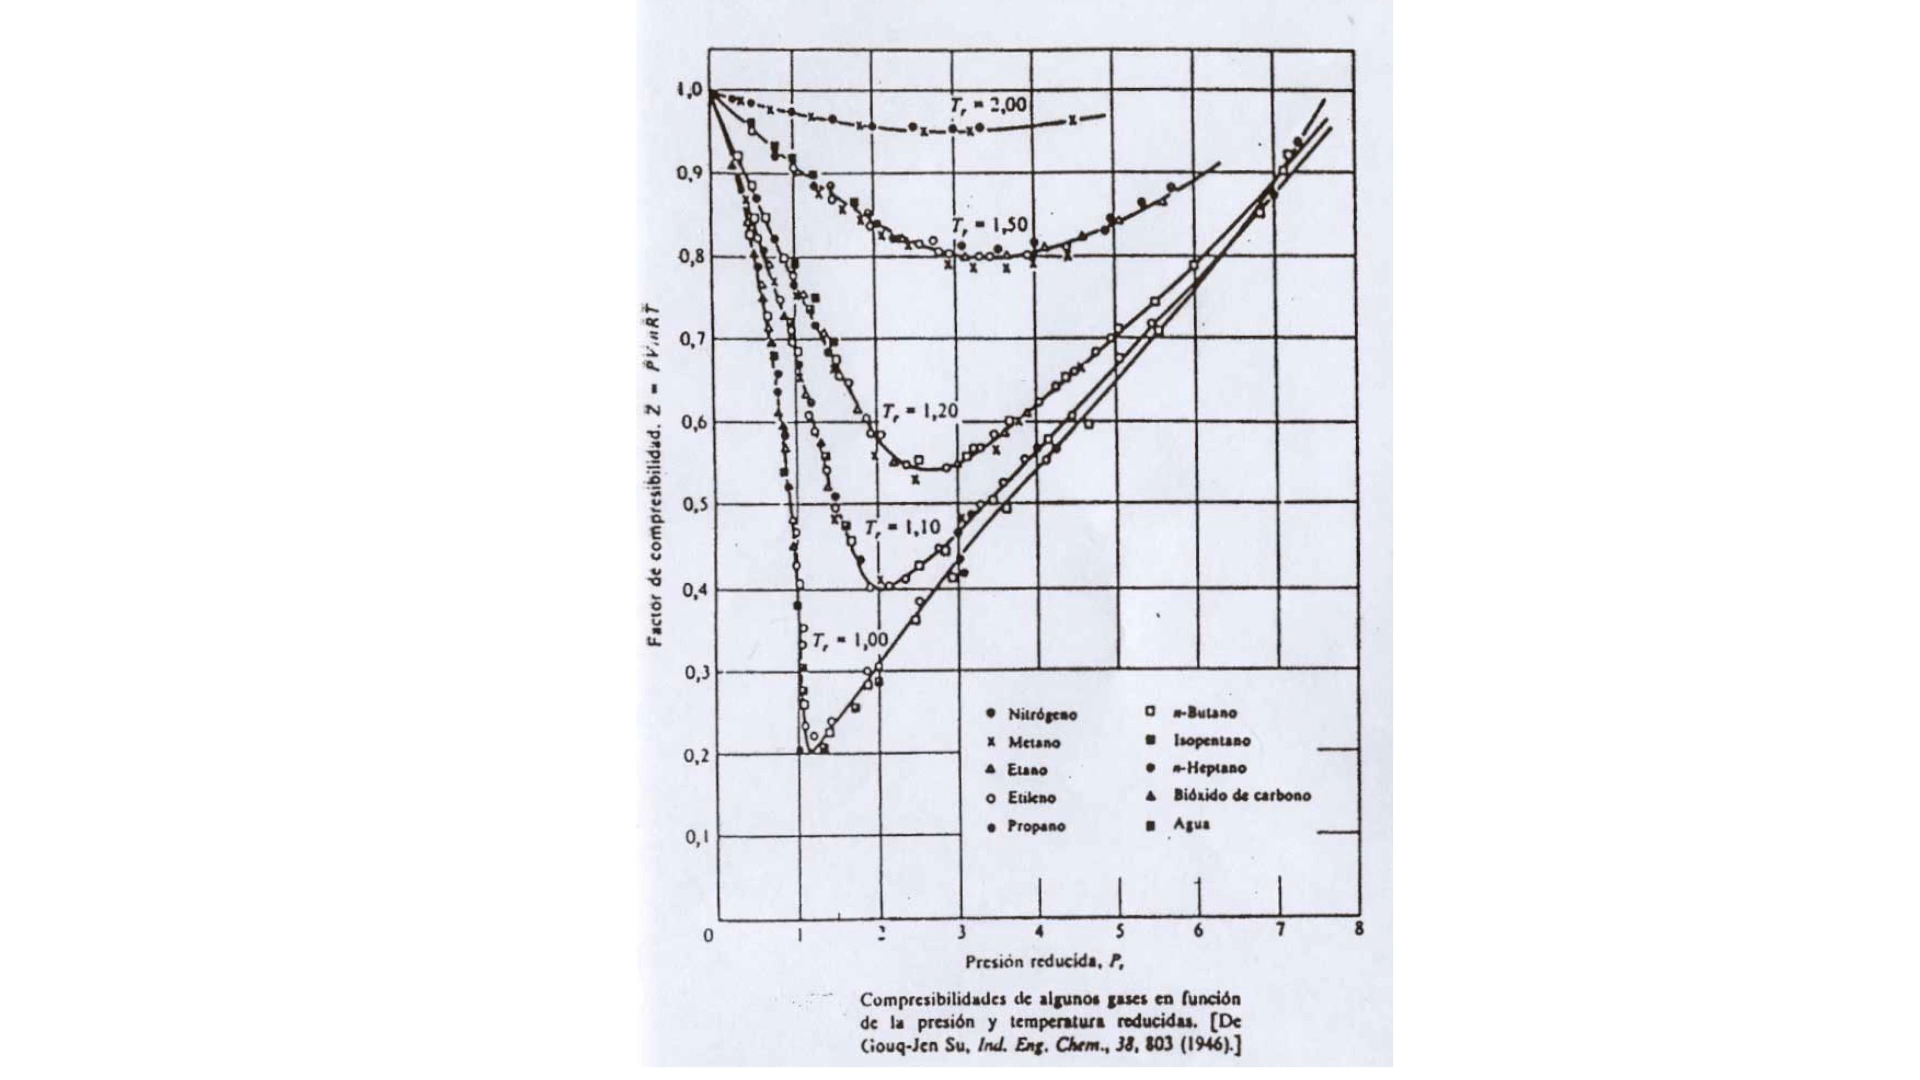 1,0
0,9
0,8
0,7
0,6
0,5
0,4
0,3
0,2
0,1
0
1
2
3
4
5
6
7
8
Factor de compresibilidad. Z = PV/nRT
Tr = 2,00
Tr = 1,50
Tr = 1,20
Tr = 1,10
Tr = 1,00
Nitrógeno
Metano
Etano
Etileno
Propano
n-Butano
Isopentano
n-Heptano
Bióxido de carbono
Agua
Presión reducida, Pr
Compresibilidades de algunos gases en función
de la presión y temperatura reducidas. [De
Gouq-Jen Su, Ind. Eng. Chem., 38, 803 (1946).]